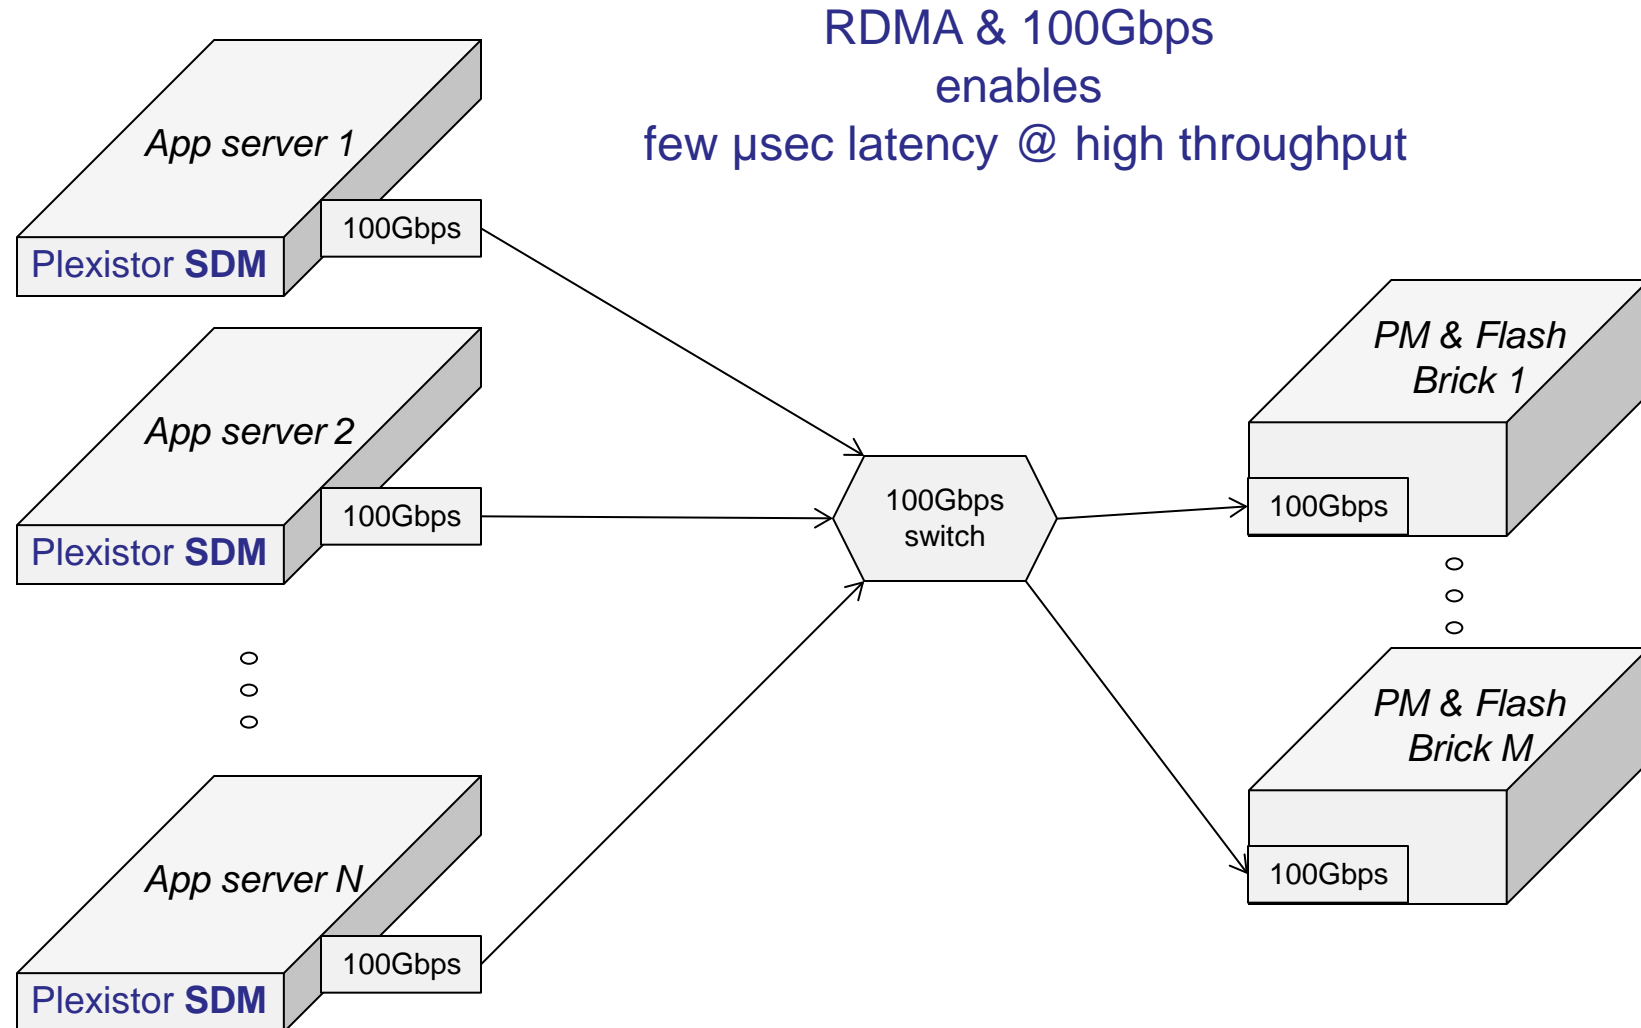 RDMA & 100Gbps
enables
few µsec latency @ high throughput
App server 1
100Gbps
Plexistor SDM
App server 2
100Gbps
Plexistor SDM
App server N
100Gbps
Plexistor SDM
100Gbps
switch
PM & Flash
Brick 1
100Gbps
PM & Flash
Brick M
100Gbps